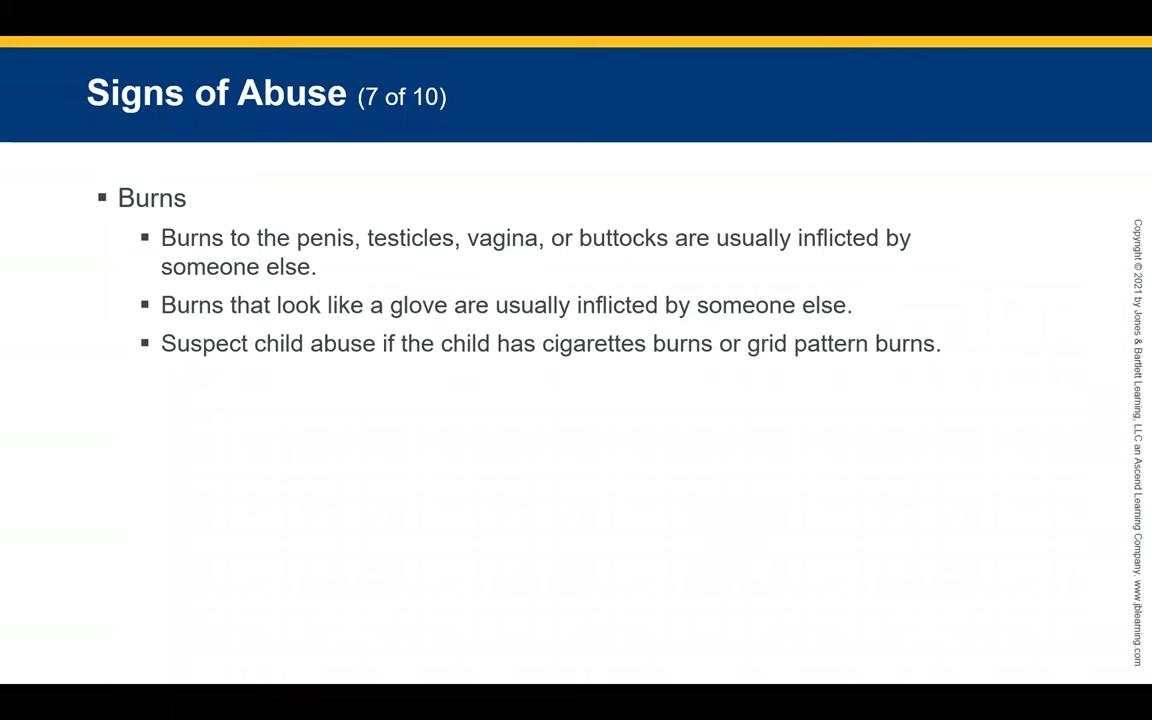 Signs of Abuse (7 of 10)
▪ Burns
▪ Burns to the penis, testicles, vagina, or buttocks are usually inflicted by
someone else.
▪ Burns that look like a glove are usually inflicted by someone else.
▪ Suspect child abuse if the child has cigarettes burns or grid pattern burns.
Copyright © 2021 by Jones & Bartlett Learning, LLC an Ascend Learning Company. www.jblearning.com